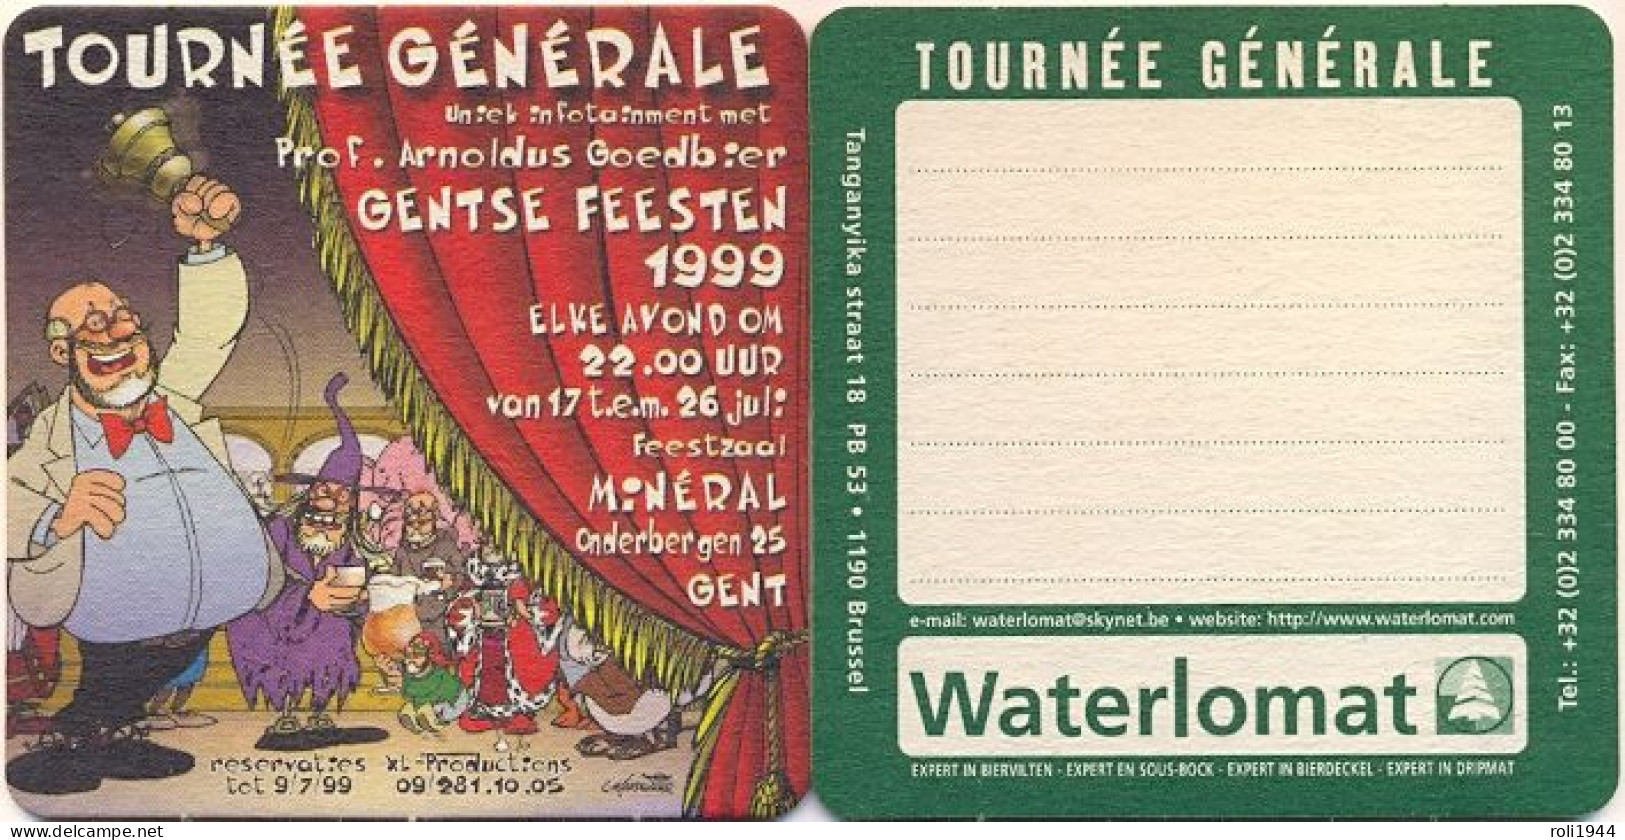 TOURNÉE GÉNÉRALE
Uniek infotainment met
Prof. Arnoldus Goedbier
GENTSE FEESTEN
1999
ELKE AVOND OM
22.00 UUR
van 17 t.e.m. 26 juli
Feestzaal
MiNÉRAL
Onderbergen 25
GENT
reservaties XL-Productions
tot 9/7/99 09/281.10.05
TOURNÉE GÉNÉRALE
Tanganyika straat 18 PB 53 • 1190 Brussel
Tel.: +32 (0)2 334 80 00 - Fax: +32 (0)2 334 80 13
e-mail: waterlomat@skynet.be • website: http://www.waterlomat.com
Waterlomat
EXPERT IN BIERVILTEN - EXPERT EN SOUS-BOCK - EXPERT IN BIERDECKEL - EXPERT IN DRIPMAT
www.delcampe.net
roli1944